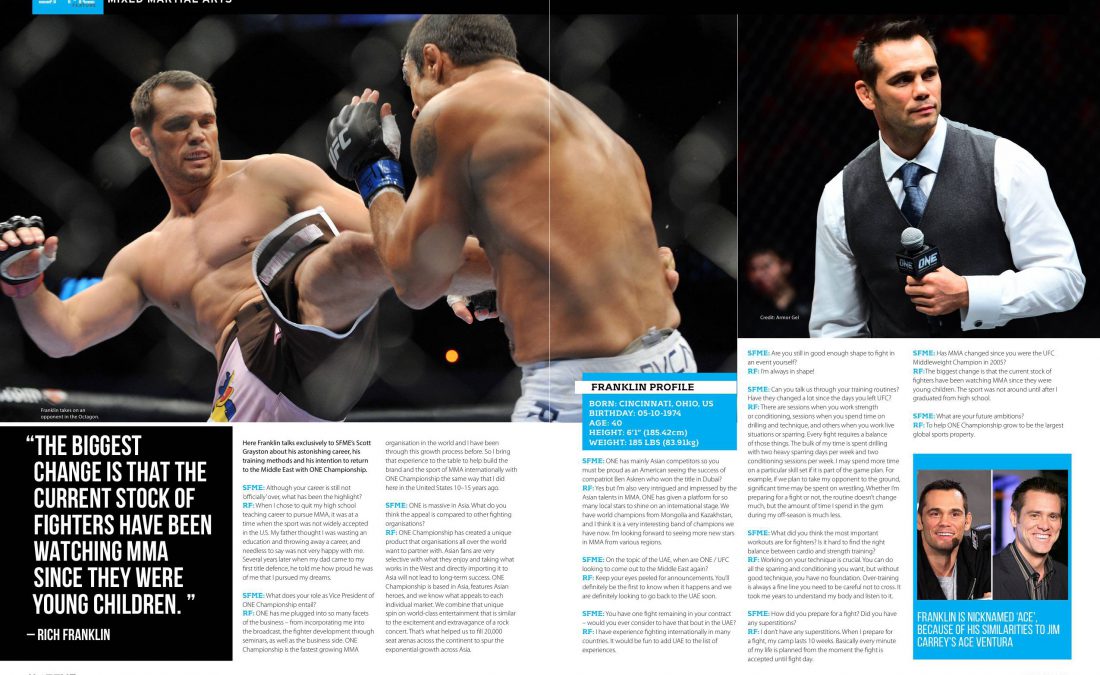 SFME
FEATURE
MIXED MARTIAL ARTS
UFC
ONE
Credit: Armor Gel
Franklin takes on an
opponent in the Octagon.
FRANKLIN PROFILE
BORN: CINCINNATI, OHIO, US
BIRTHDAY: 05-10-1974
AGE: 40
HEIGHT: 6'1" (185.42cm)
WEIGHT: 185 LBS (83.91kg)
“THE BIGGEST
CHANGE IS THAT THE
CURRENT STOCK OF
FIGHTERS HAVE BEEN
WATCHING MMA
SINCE THEY WERE
YOUNG CHILDREN. ”
– RICH FRANKLIN
Here Franklin talks exclusively to SFME's Scott
Grayston about his astonishing career, his
training methods and his intention to return
to the Middle East with ONE Championship.
SFME: Although your career is still not
officially over, what has been the highlight?
RF: When I chose to quit my high school
teaching career to pursue MMA, it was at a
time when the sport was not widely accepted
in the U.S. My father thought I was wasting an
education and throwing away a career, and
needless to say was not very happy with me.
Several years later when my dad came to my
first title defence, he told me how proud he was
of me that I pursued my dreams.
SFME: What does your role as Vice President of
ONE Championship entail?
RF: ONE has me plugged into so many facets
of the business – from incorporating me into
the broadcast, the fighter development through
seminars, as well as the business side. ONE
Championship is the fastest growing MMA
organisation in the world and I have been
through this growth process before. So I bring
that experience to the table to help build the
brand and the sport of MMA internationally with
ONE Championship the same way that I did
here in the United States 10–15 years ago.
SFME: ONE is massive in Asia. What do you
think the appeal is compared to other fighting
organisations?
RF: ONE Championship has created a unique
product that organisations all over the world
want to partner with. Asian fans are very
selective with what they enjoy and taking what
works in the West and directly importing it to
Asia will not lead to long-term success. ONE
Championship is based in Asia, features Asian
heroes, and we know what appeals to each
individual market. We combine that unique
spin on world-class entertainment that is similar
to the excitement and extravagance of a rock
concert. That's what helped us to fill 20,000
seat arenas across the continent to spur the
exponential growth across Asia.
SFME: ONE has mainly Asian competitors so you
must be proud as an American seeing the success of
compatriot Ben Askren who won the title in Dubai?
RF: Yes but I'm also very intrigued and impressed by the
Asian talents in MMA. ONE has given a platform for so
many local stars to shine on an international stage. We
have world champions from Mongolia and Kazakhstan,
and I think it is a very interesting band of champions we
have now. I'm looking forward to seeing more new stars
in MMA from various regions.
SFME: On the topic of the UAE, when are ONE / UFC
looking to come out to the Middle East again?
RF: Keep your eyes peeled for announcements. You'll
definitely be the first to know when it happens and we
are definitely looking to go back to the UAE soon.
SFME: You have one fight remaining in your contract
– would you ever consider to have that bout in the UAE?
RF: I have experience fighting internationally in many
countries. It would be fun to add UAE to the list of
experiences.
SFME: Are you still in good enough shape to fight in
an event yourself?
RF: I'm always in shape!
SFME: Can you talk us through your training routines?
Have they changed a lot since the days you left UFC?
RF: There are sessions when you work strength
or conditioning, sessions when you spend time on
drilling and technique, and others when you work live
situations or sparring. Every fight requires a balance
of those things. The bulk of my time is spent drilling
with two heavy sparring days per week and two
conditioning sessions per week. I may spend more time
on a particular skill set if it is part of the game plan. For
example, if we plan to take my opponent to the ground,
significant time may be spent on wrestling. Whether I'm
preparing for a fight or not, the routine doesn't change
much, but the amount of time I spend in the gym
during my off-season is much less.
SFME: What did you think the most important
workouts are for fighters? Is it hard to find the right
balance between cardio and strength training?
RF: Working on your technique is crucial. You can do
all the sparring and conditioning you want, but without
good technique, you have no foundation. Over-training
is always a fine line you need to be careful not to cross. It
took me years to understand my body and listen to it.
SFME: How did you prepare for a fight? Did you have
any superstitions?
RF: I don't have any superstitions. When I prepare for
a fight, my camp lasts 10 weeks. Basically every minute
of my life is planned from the moment the fight is
accepted until fight day.
SFME: Has MMA changed since you were the UFC
Middleweight Champion in 2005?
RF:The biggest change is that the current stock of
fighters have been watching MMA since they were
young children. The sport was not around until after I
graduated from high school.
SFME: What are your future ambitions?
RF: To help ONE Championship grow to be the largest
global sports property.
FRANKLIN IS NICKNAMED 'ACE',
BECAUSE OF HIS SIMILARITIES TO JIM
CARREY'S ACE VENTURA